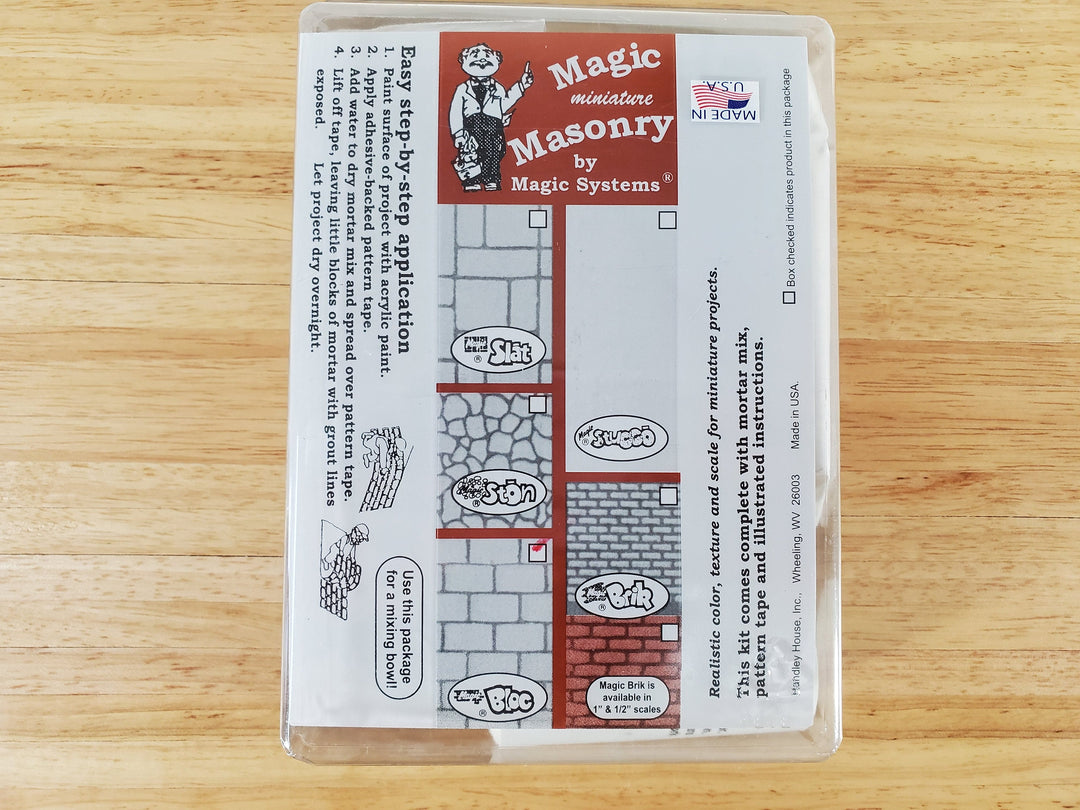 Magic
miniature
Masonry
by
Magic Systems®
Easy step-by-step application
1. Paint surface of project with acrylic paint.
2. Apply adhesive-backed pattern tape.
3. Add water to dry mortar mix and spread over pattern tape.
4. Lift off tape, leaving little blocks of mortar with grout lines
exposed. Let project dry overnight.
Use this package
for a mixing bowl!
Slat
®
Stōn
®
Magic
Bloc
®
Magic
Stuccō
®
Brik
®
Magic Brik is
available in
1" & 1/2" scales
MADE IN
U.S.A.
Realistic color, texture and scale for miniature projects.
This kit comes complete with mortar mix,
pattern tape and illustrated instructions.
Box checked indicates product in this package
Handley House, Inc., Wheeling, WV 26003 Made in USA.